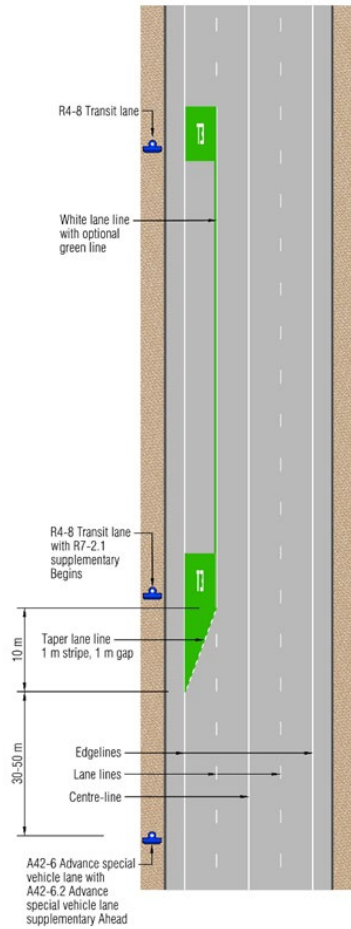 R4-8 Transit lane
White lane line
with optional
green line
R4-8 Transit lane
with R7-2.1
supplementary
Begins
10 m
Taper lane line
1 m stripe, 1 m gap
30-50 m
Edgelines
Lane lines
Centre-line
A42-6 Advance special
vehicle lane with
A42-6.2 Advance
special vehicle lane
supplementary Ahead